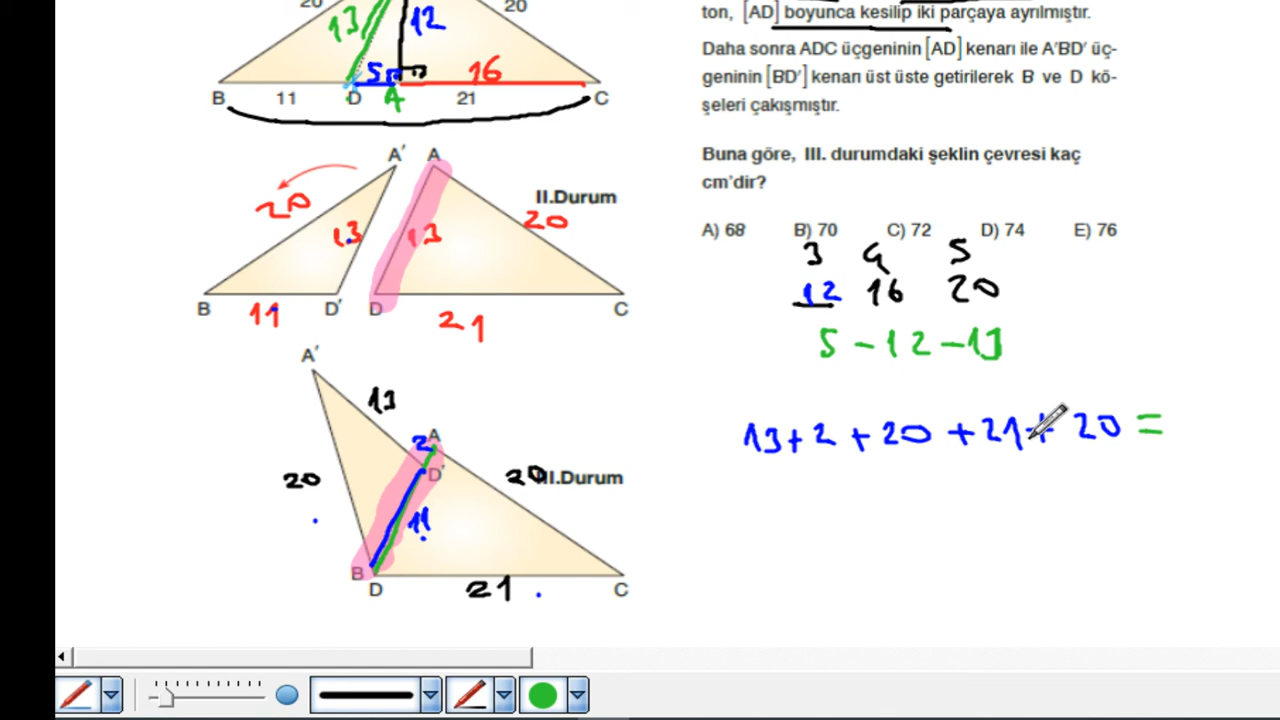 20
13
12
20
5
16
B
11
D
A
21
C
ton, [AD] boyunca kesilip iki parçaya ayrılmıştır.
Daha sonra ADC üçgeninin [AD] kenarı ile A'BD' üç-
geninin [BD'] kenarı üst üste getirilerek B ve D kö-
şeleri çakışmıştır.
Buna göre, III. durumdaki şeklin çevresi kaç
cm'dir?
A) 68 B) 70 C) 72 D) 74 E) 76
3 4 5
12 16 20
5 - 12 - 13
13 + 2 + 20 + 21 + 20 =
A' A
II.Durum
20
13
13
20
B
11
D'
D
21
C
A'
13
2
A
D'
20
20
III.Durum
11
B
D
21
C